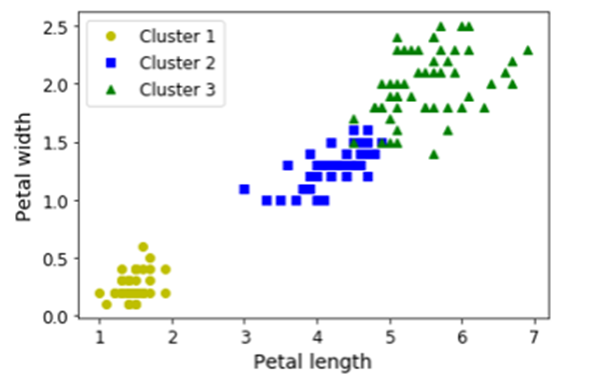 2.5
2.0
1.5
1.0
0.5
0.0
Petal width
Cluster 1
Cluster 2
Cluster 3
1 2 3 4 5 6 7
Petal length